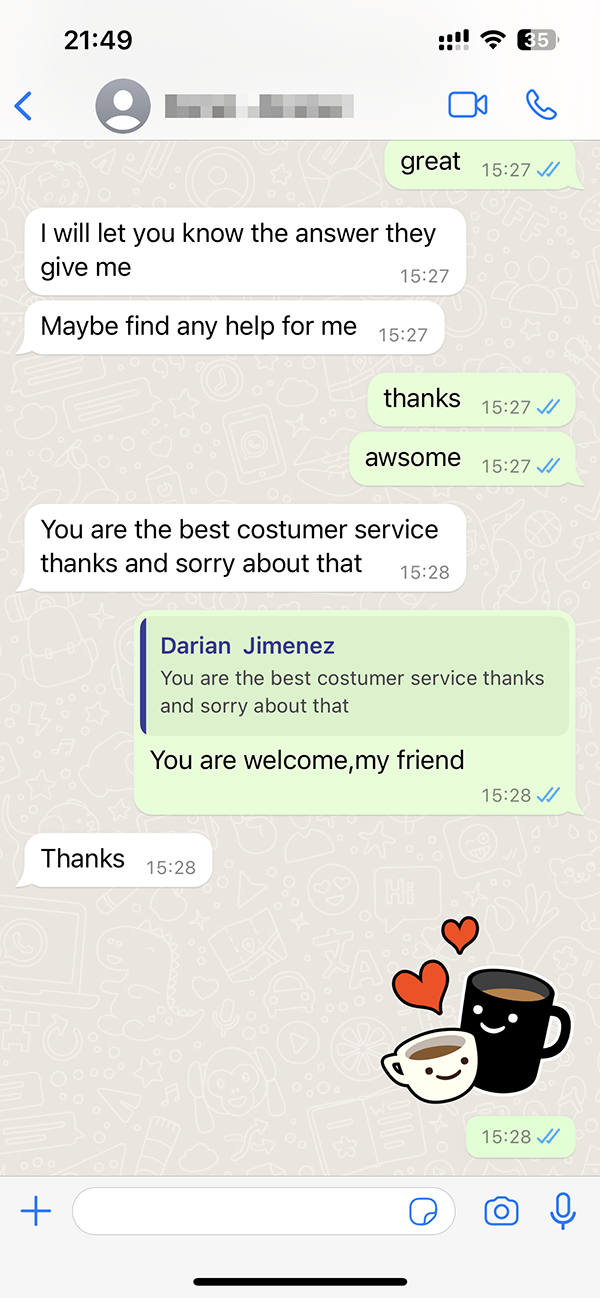 21:49
35
great 15:27
I will let you know the answer they
give me 15:27
Maybe find any help for me 15:27
thanks 15:27
awsome 15:27
You are the best costumer service
thanks and sorry about that 15:28
Darian Jimenez
You are the best costumer service thanks
and sorry about that
You are welcome,my friend
15:28
Thanks 15:28
15:28